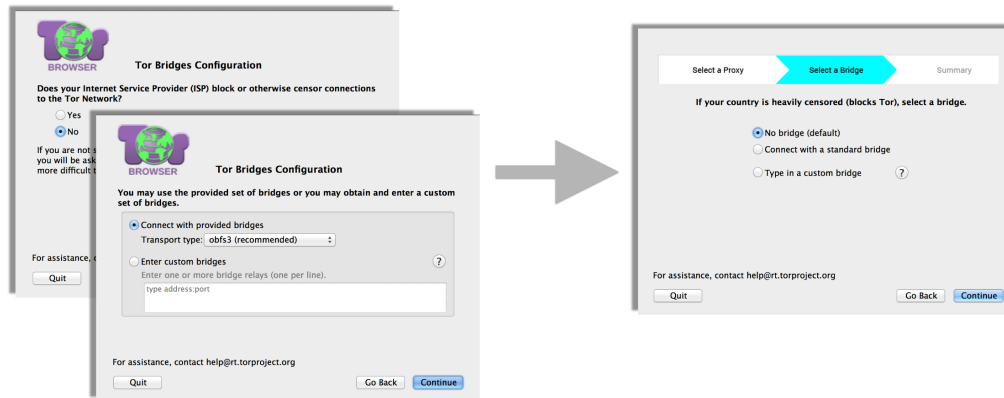 Tor
BROWSER
Tor Bridges Configuration
Does your Internet Service Provider (ISP) block or otherwise censor connections
to the Tor Network?
Yes
No
If you are not
you will be ask
more difficult
For assistance,
Quit
Tor
BROWSER
Tor Bridges Configuration
You may use the provided set of bridges or you may obtain and enter a custom
set of bridges.
Connect with provided bridges
Transport type: obfs3 (recommended)
Enter custom bridges ?
Enter one or more bridge relays (one per line).
type address:port
For assistance, contact help@rt.torproject.org
Quit Go Back Continue
Select a Proxy Select a Bridge Summary
If your country is heavily censored (blocks Tor), select a bridge.
No bridge (default)
Connect with a standard bridge
Type in a custom bridge ?
For assistance, contact help@rt.torproject.org
Quit Go Back Continue